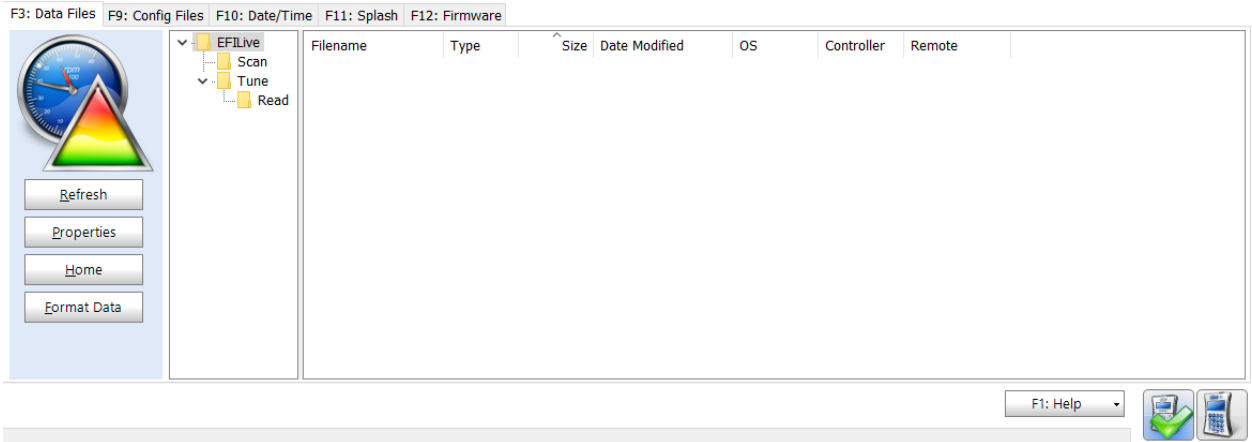 F3: Data Files F9: Config Files F10: Date/Time F11: Splash F12: Firmware
EFILive
Scan
Tune
Read
Filename Type Size Date Modified OS Controller Remote
rpm
Refresh
Properties
Home
Format Data
F1: Help